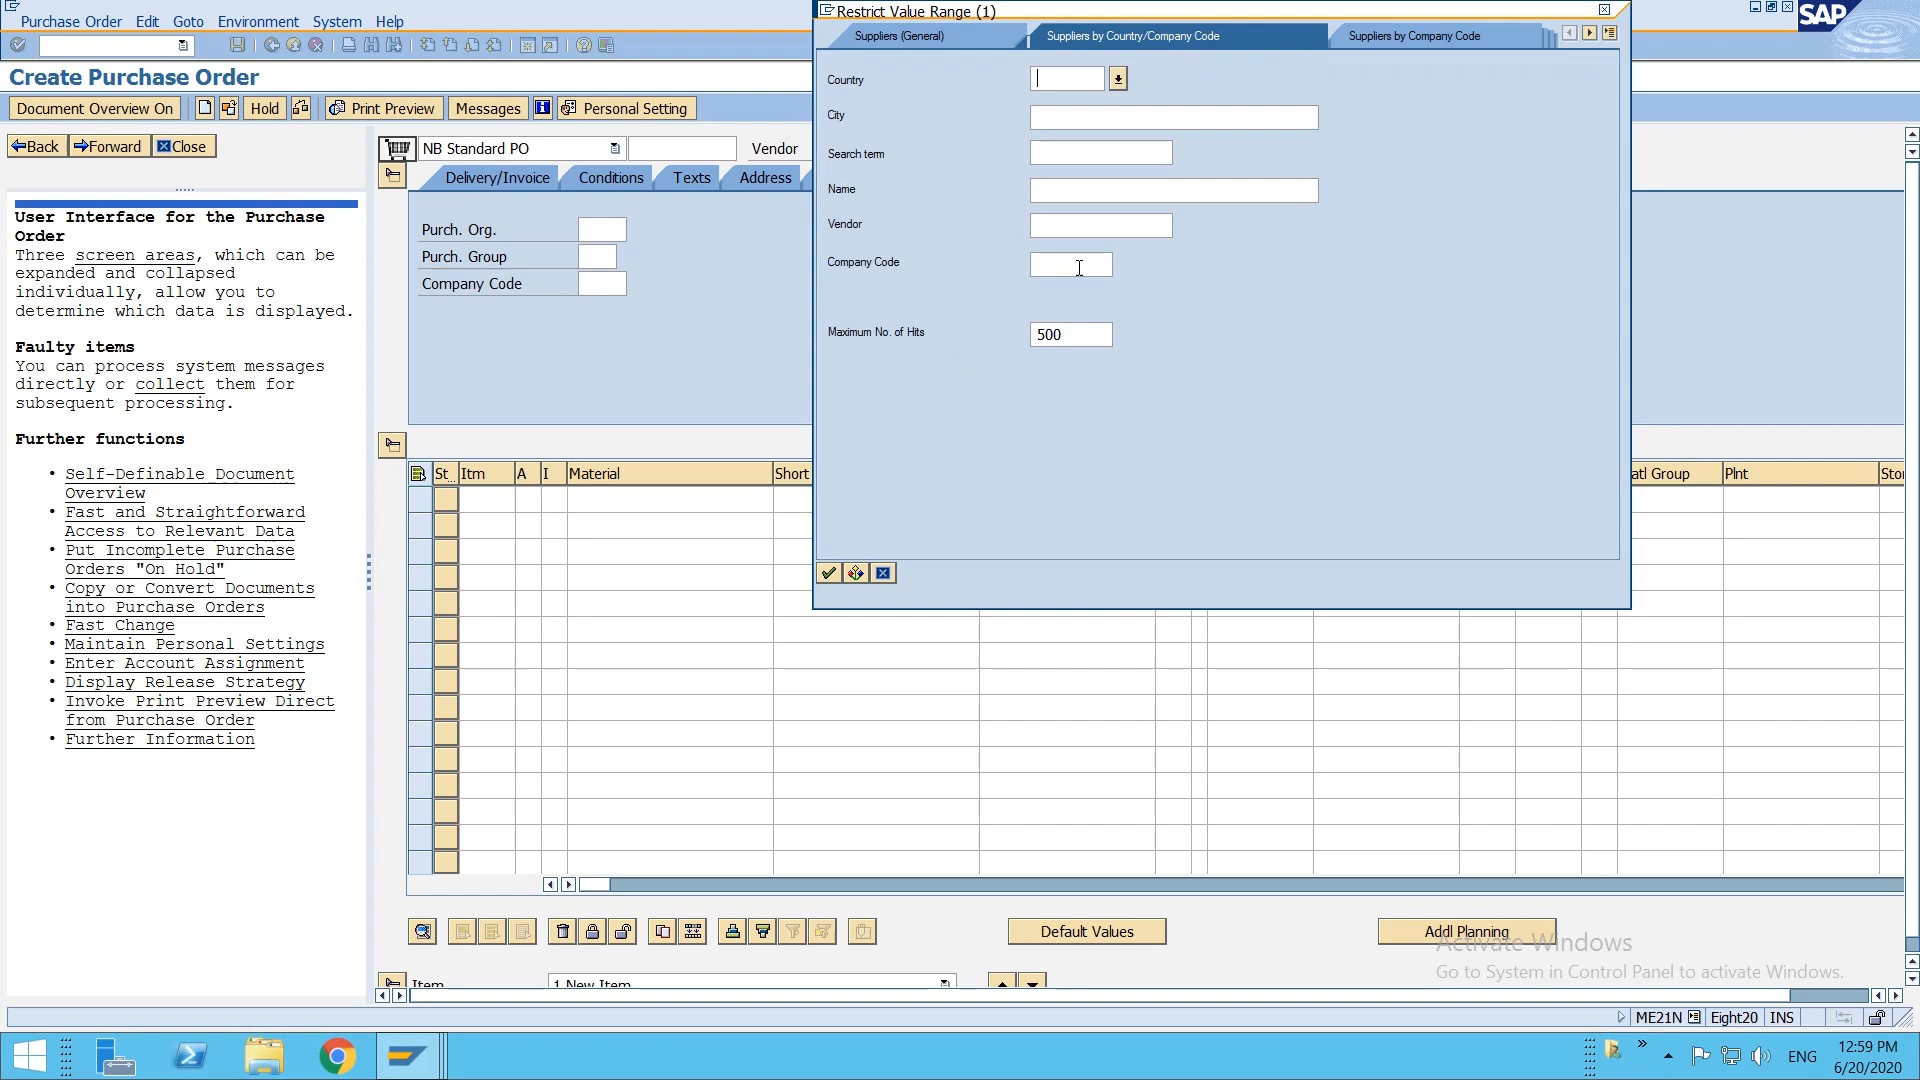 Purchase Order Edit Goto Environment System Help
SAP
Create Purchase Order
Document Overview On Hold Print Preview Messages Personal Setting
Back Forward Close
NB Standard PO Vendor
Delivery/Invoice Conditions Texts Address
Purch. Org.
Purch. Group
Company Code
User Interface for the Purchase
Order
Three screen areas, which can be
expanded and collapsed
individually, allow you to
determine which data is displayed.
Faulty items
You can process system messages
directly or collect them for
subsequent processing.
Further functions
• Self-Definable Document
Overview
• Fast and Straightforward
Access to Relevant Data
• Put Incomplete Purchase
Orders "On Hold"
• Copy or Convert Documents
into Purchase Orders
• Fast Change
• Maintain Personal Settings
• Enter Account Assignment
• Display Release Strategy
• Invoke Print Preview Direct
from Purchase Order
• Further Information
Restrict Value Range (1)
Suppliers (General) Suppliers by Country/Company Code Suppliers by Company Code
Country
City
Search term
Name
Vendor
Company Code
Maximum No. of Hits 500
St.. Itm A I Material Short atl Group Plnt Sto
Default Values Addl Planning
Item 1 New Item
Activate Windows
Go to System in Control Panel to activate Windows.
ME21N Eight20 INS
ENG 12:59 PM
6/20/2020